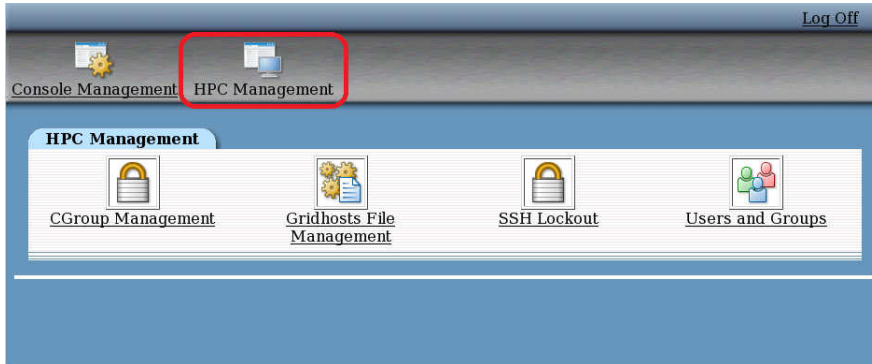 Log Off
Console Management HPC Management
HPC Management
CGroup Management Gridhosts File Management SSH Lockout Users and Groups